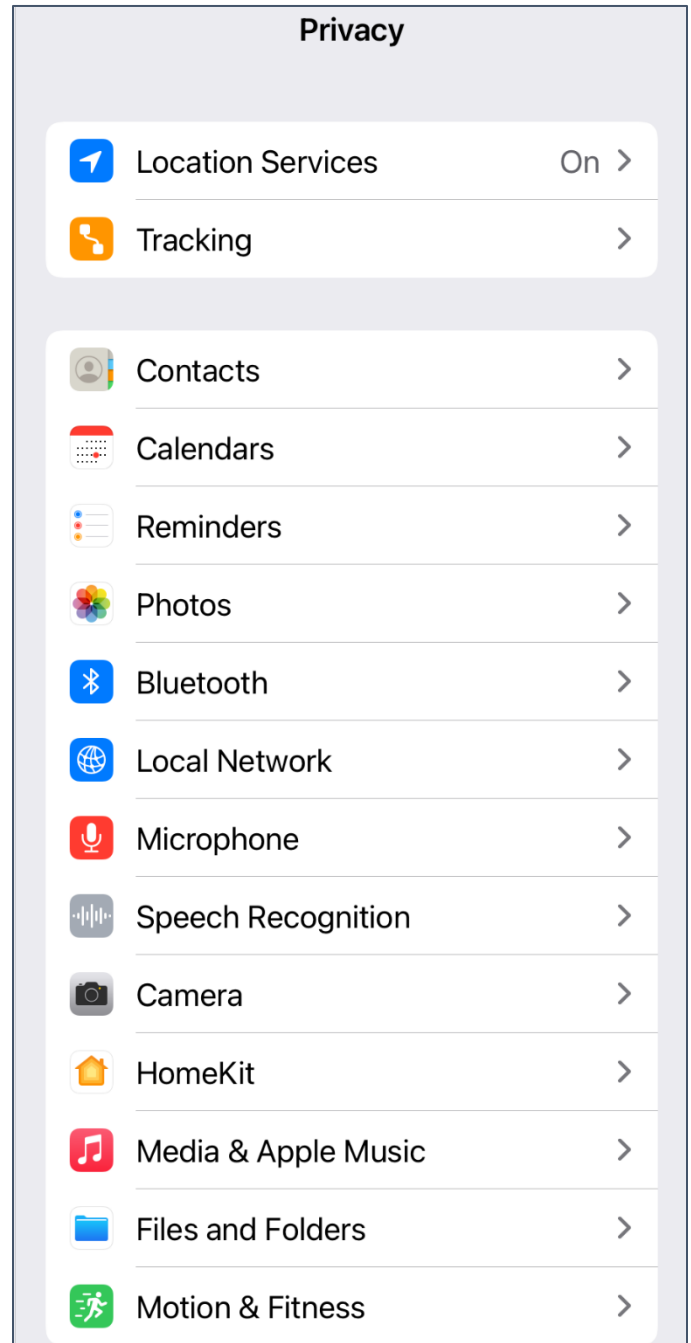 Privacy
Location Services On
Tracking
Contacts
Calendars
Reminders
Photos
Bluetooth
Local Network
Microphone
Speech Recognition
Camera
HomeKit
Media & Apple Music
Files and Folders
Motion & Fitness